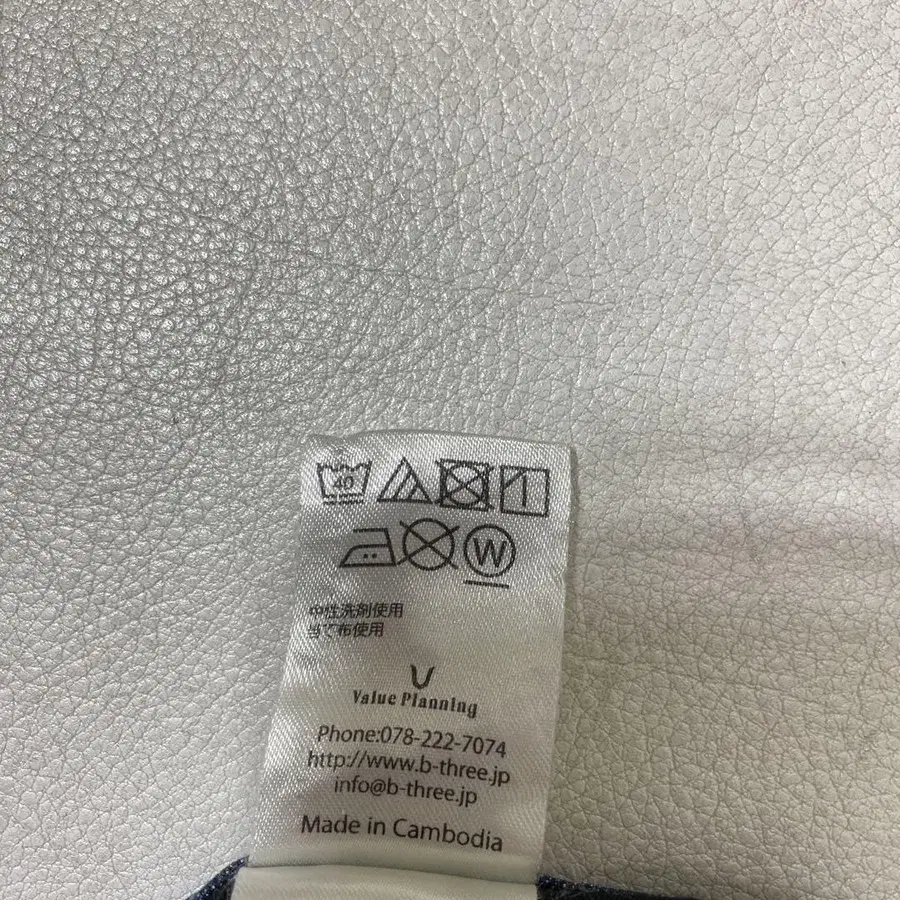 40
W
中性洗剤使用
当て布使用
Value Planning
Phone:078-222-7074
http://www.b-three.jp
info@b-three.jp
Made in Cambodia